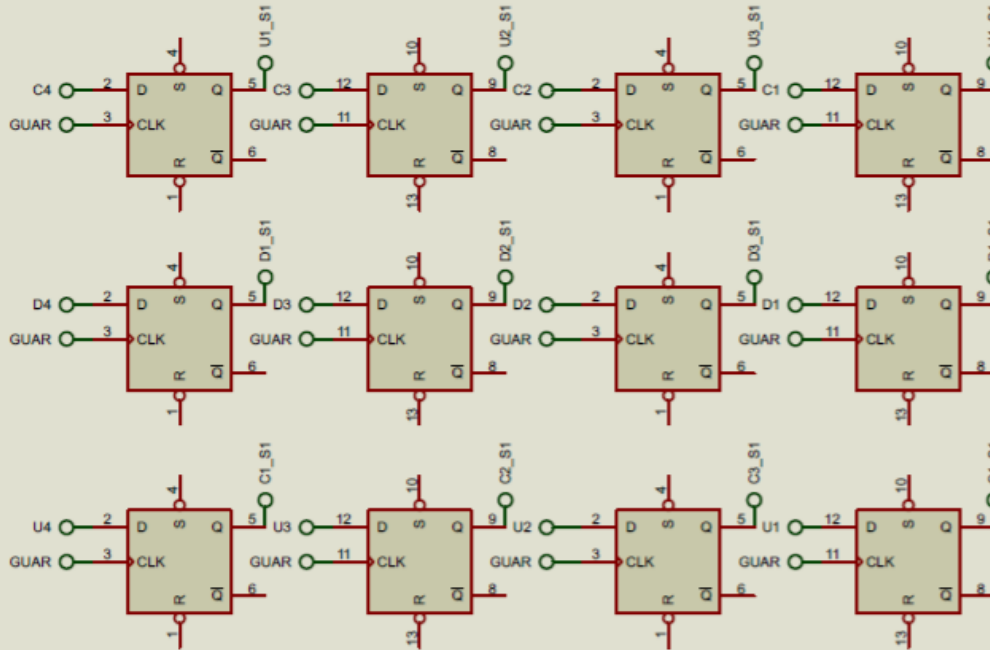 U1_S1 U2_S1 U3_S1
4 10 4 10
C4 2 D S Q 5 C3 12 D S Q 9 C2 2 D S Q 5 C1 12 D S Q 9
GUAR 3 CLK GUAR 11 CLK GUAR 3 CLK GUAR 11 CLK
R Q 6 R Q 8 R Q 6 R Q 8
1 13 1 13
D1_S1 D2_S1 D3_S1
4 10 4 10
D4 2 D S Q 5 D3 12 D S Q 9 D2 2 D S Q 5 D1 12 D S Q 9
GUAR 3 CLK GUAR 11 CLK GUAR 3 CLK GUAR 11 CLK
R Q 6 R Q 8 R Q 6 R Q 8
1 13 1 13
C1_S1 C2_S1 C3_S1
4 10 4 10
U4 2 D S Q 5 U3 12 D S Q 9 U2 2 D S Q 5 U1 12 D S Q 9
GUAR 3 CLK GUAR 11 CLK GUAR 3 CLK GUAR 11 CLK
R Q 6 R Q 8 R Q 6 R Q 8
1 13 1 13